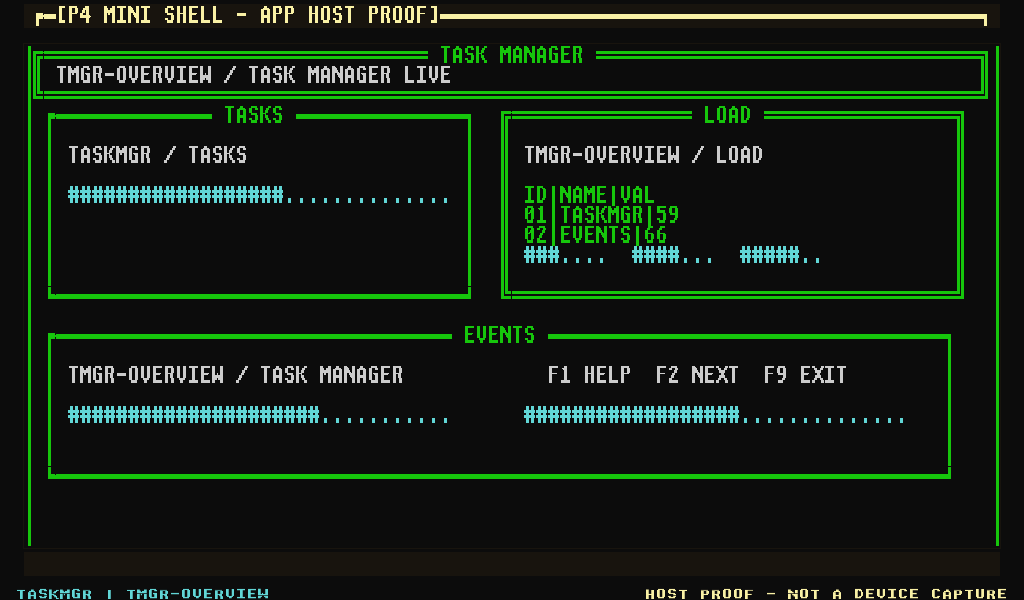 [P4 MINI SHELL - APP HOST PROOF]
TASK MANAGER
TMGR-OVERVIEW / TASK MANAGER LIVE
TASKS
TASKMGR / TASKS
##################..............
LOAD
TMGR-OVERVIEW / LOAD
ID|NAME|VAL
01|TASKMGR|59
02|EVENTS|66
###.... ####... #####..
EVENTS
TMGR-OVERVIEW / TASK MANAGER
#####################...........
F1 HELP F2 NEXT F9 EXIT
##################..............
TASKMGR | TMGR-OVERVIEW
HOST PROOF - NOT A DEVICE CAPTURE